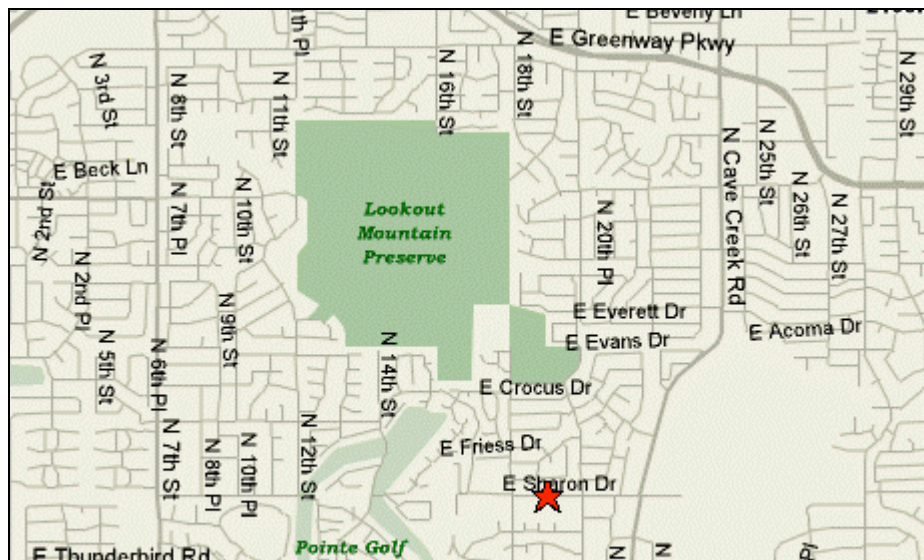 E Beverly Ln
E Greenway Pkwy
N 3rd St
N 8th St
N 11th St
N 16th St
N 18th St
N 29th St
E Beck Ln
N 2nd St
N 7th Pl
N 10th St
Lookout
Mountain
Preserve
N 20th Pl
N Cave Creek Rd
N 25th St
N 26th St
N 27th St
N 2nd Pl
N 9th St
E Everett Dr
E Evans Dr
E Acoma Dr
N 5th St
N 6th Pl
N 14th St
E Crocus Dr
N 7th St
N 8th Pl
N 10th Pl
N 12th St
E Friess Dr
E Sharon Dr
Pointe Golf
E Thunderbird Rd
N
N